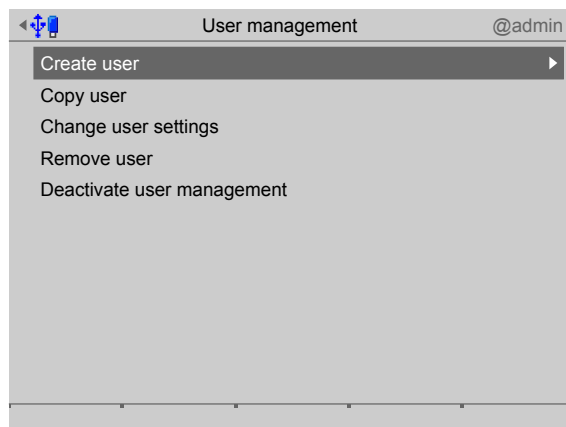 User management @admin
Create user
Copy user
Change user settings
Remove user
Deactivate user management